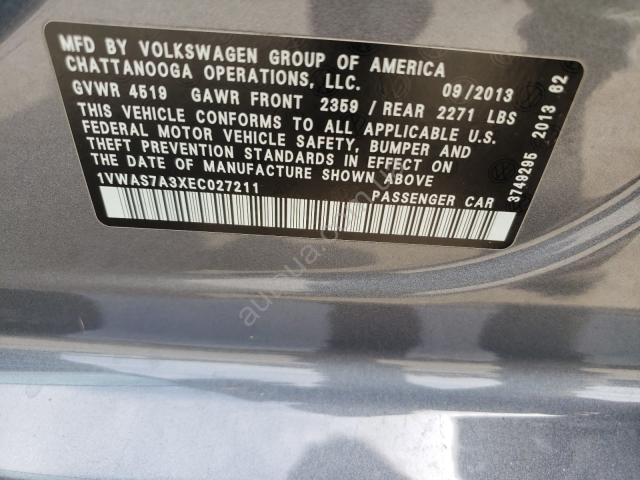 MFD BY VOLKSWAGEN GROUP OF AMERICA
CHATTANOOGA OPERATIONS, LLC. 09/2013
GVWR 4519 GAWR FRONT 2359 / REAR 2271 LBS
THIS VEHICLE CONFORMS TO ALL APPLICABLE U.S.
FEDERAL MOTOR VEHICLE SAFETY, BUMPER AND
THEFT PREVENTION STANDARDS IN EFFECT ON
THE DATE OF MANUFACTURE SHOWN ABOVE
1VWAS7A3XEC027211 PASSENGER CAR
3749295 2013 62